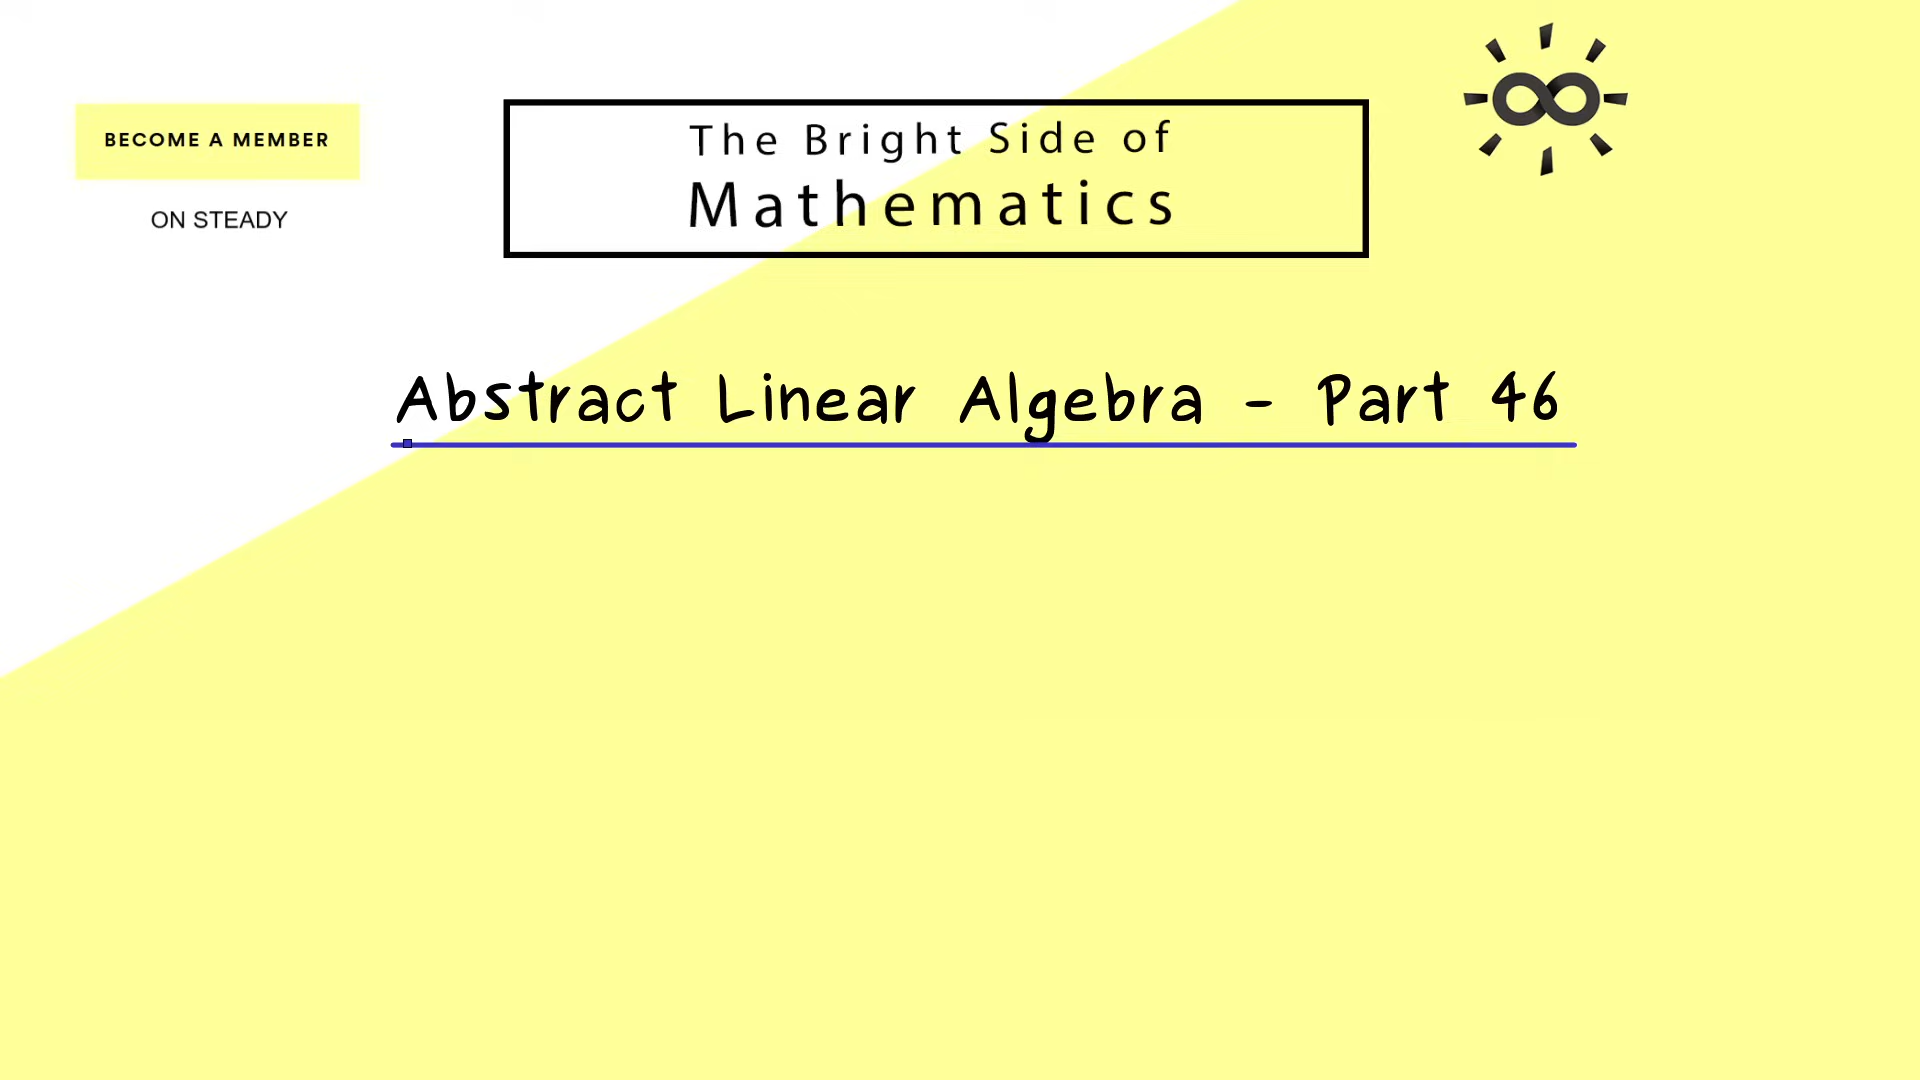 BECOME A MEMBER
ON STEADY
The Bright Side of
Mathematics
Abstract Linear Algebra - Part 46